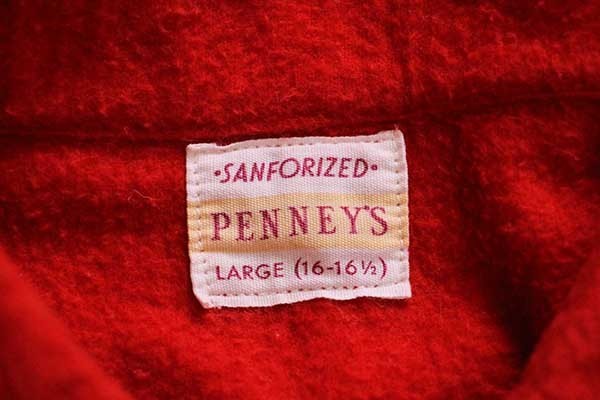 •SANFORIZED•
PENNEY'S
LARGE (16-16½)